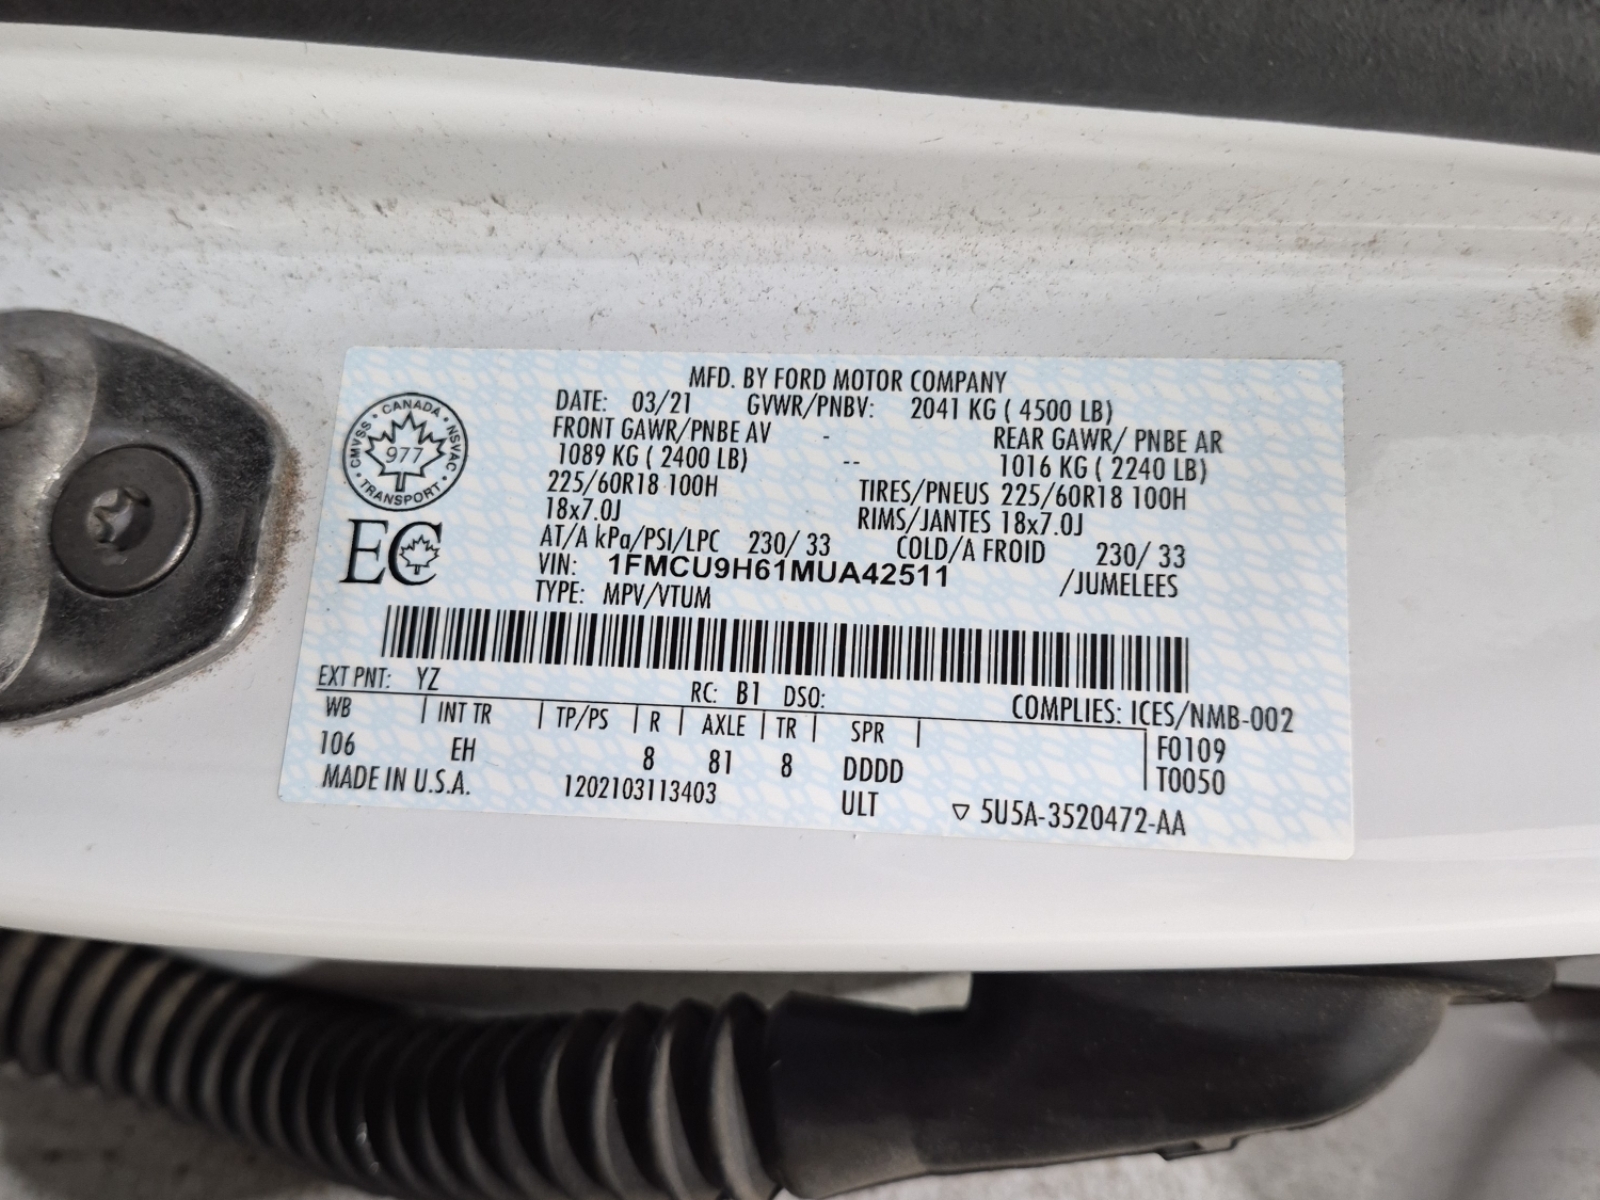 MFD. BY FORD MOTOR COMPANY
DATE: 03/21 GVWR/PNBV: 2041 KG ( 4500 LB)
FRONT GAWR/PNBE AV - REAR GAWR/ PNBE AR
1089 KG ( 2400 LB) -- 1016 KG ( 2240 LB)
225/60R18 100H TIRES/PNEUS 225/60R18 100H
18x7.0J RIMS/JANTES 18x7.0J
AT/A kPa/PSI/LPC 230/ 33 COLD/A FROID 230/ 33
VIN: 1FMCU9H61MUA42511 /JUMELEES
TYPE: MPV/VTUM
CANADA
CMVSS NSVAC
977
TRANSPORT
EC
EXT PNT: YZ RC: B1 DSO: COMPLIES: ICES/NMB-002
WB | INT TR | TP/PS | R | AXLE | TR | SPR | F0109
106 EH 8 81 8 DDDD T0050
MADE IN U.S.A. 1202103113403 ULT ▽ 5U5A-3520472-AA